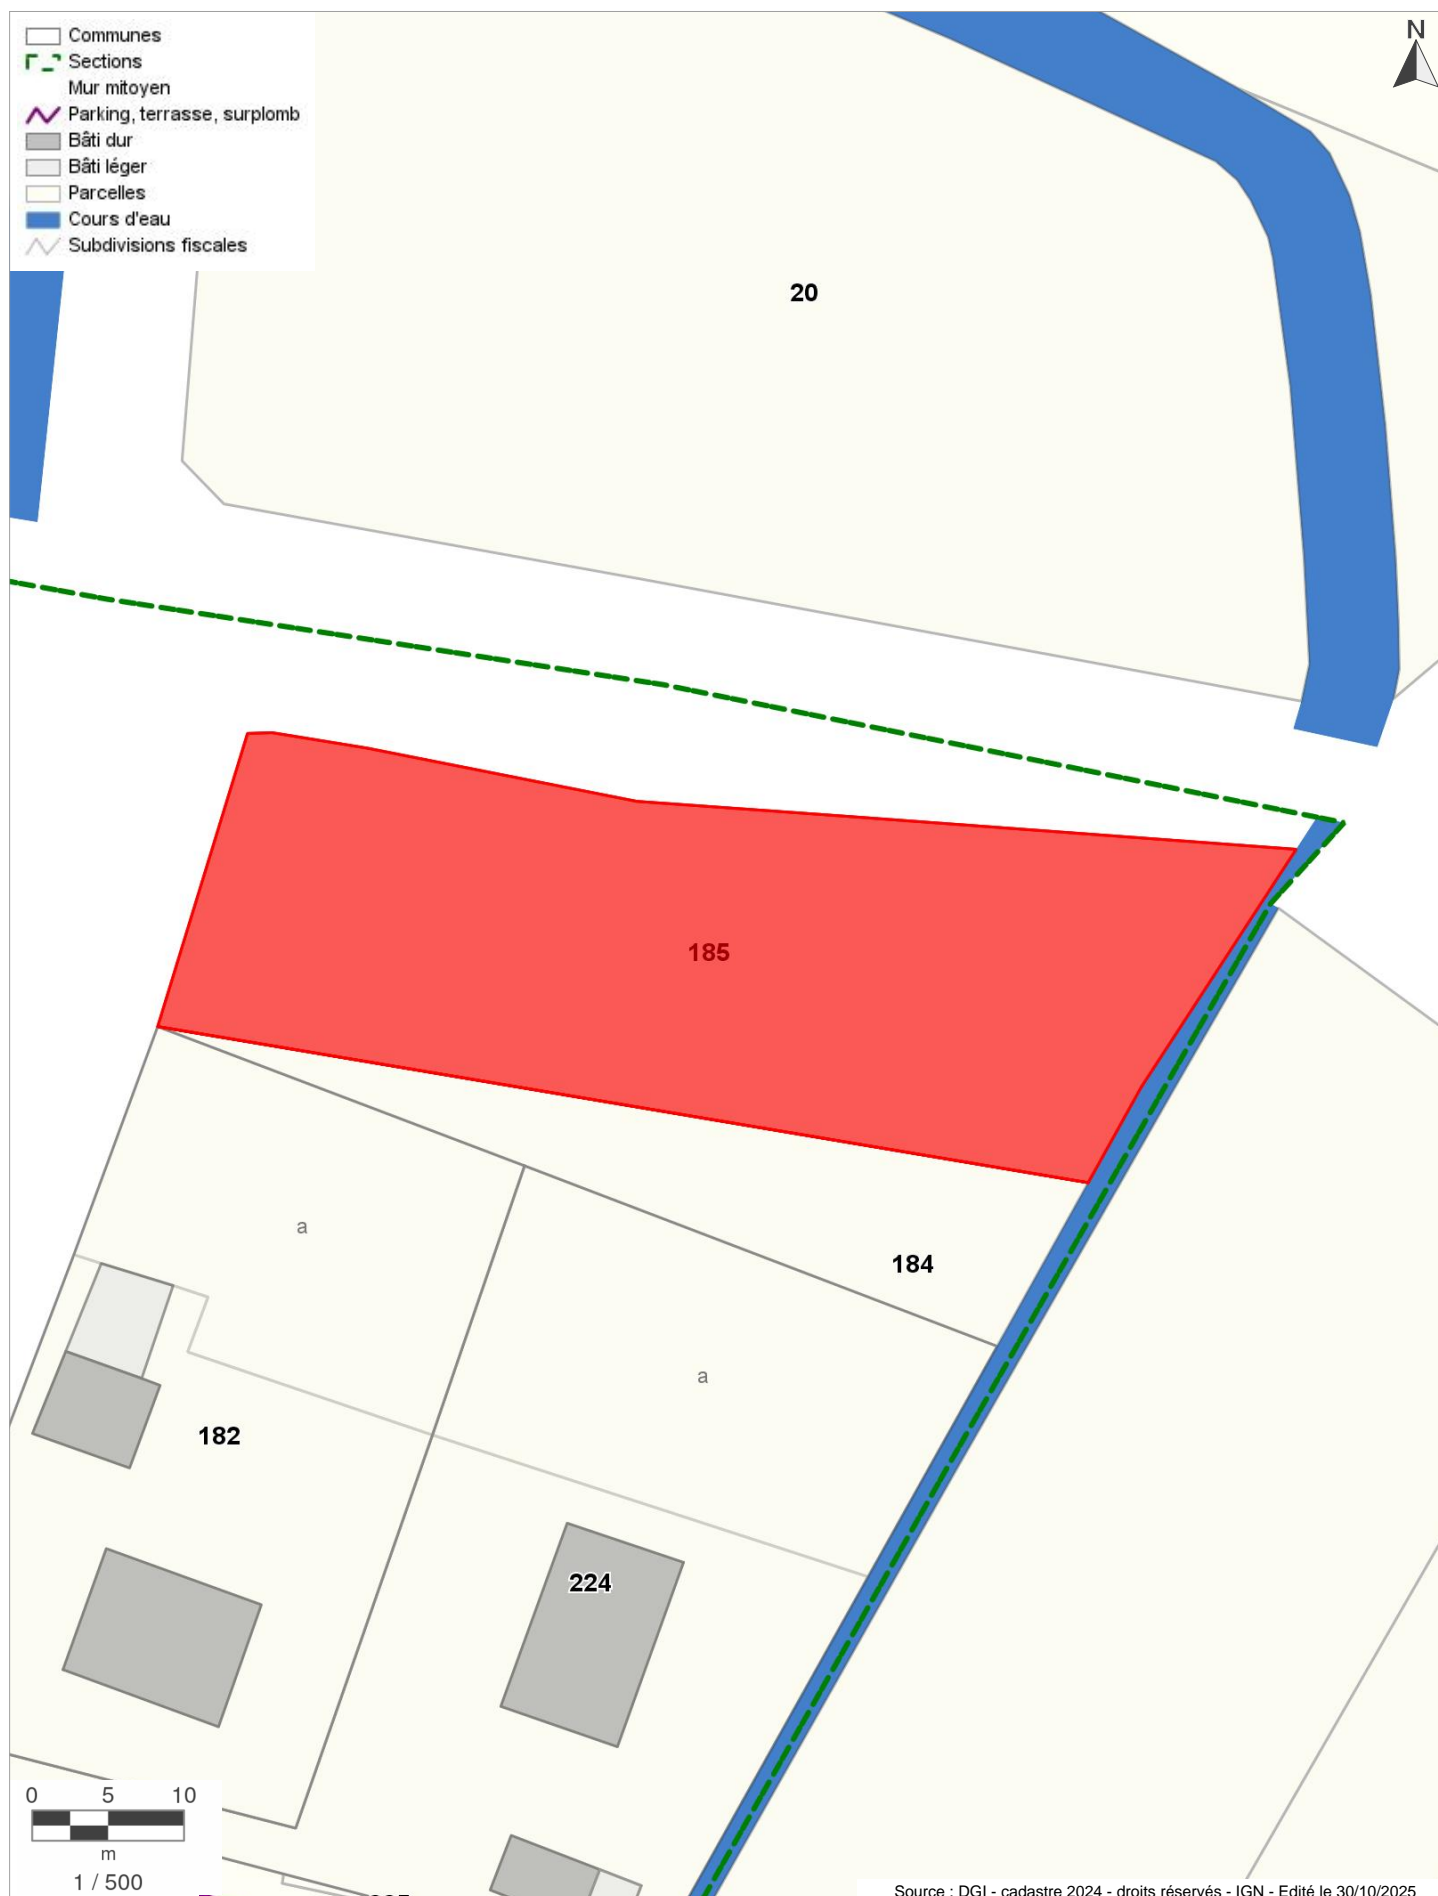 Communes
Sections
Mur mitoyen
Parking, terrasse, surplomb
Bâti dur
Bâti léger
Parcelles
Cours d'eau
Subdivisions fiscales
N
20
185
a
184
a
182
224
0 5 10
m
1 / 500
Source : DGI - cadastre 2024 - droits réservés - IGN - Edité le 30/10/2025